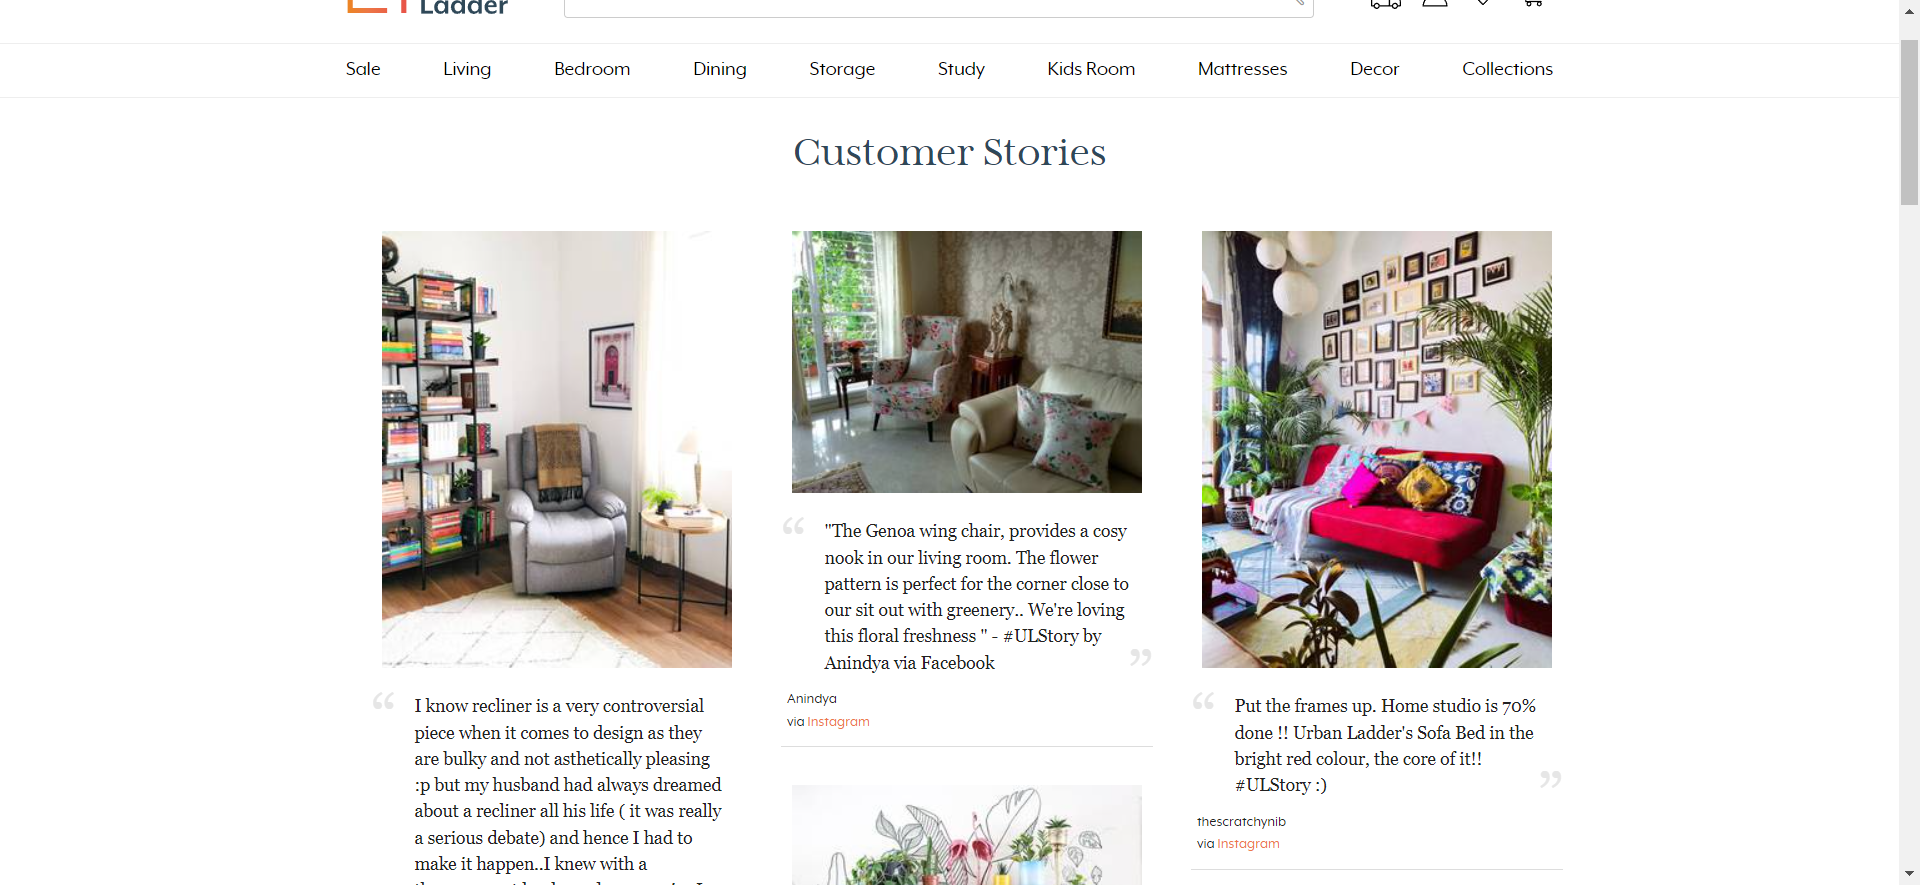 Ladder
Sale Living Bedroom Dining Storage Study Kids Room Mattresses Decor Collections
Customer Stories
I know recliner is a very controversial
piece when it comes to design as they
are bulky and not asthetically pleasing
:p but my husband had always dreamed
about a recliner all his life ( it was really
a serious debate) and hence I had to
make it happen..I knew with a
"The Genoa wing chair, provides a cosy
nook in our living room. The flower
pattern is perfect for the corner close to
our sit out with greenery.. We're loving
this floral freshness " - #ULStory by
Anindya via Facebook
Anindya
via Instagram
Put the frames up. Home studio is 70%
done !! Urban Ladder's Sofa Bed in the
bright red colour, the core of it!!
#ULStory :)
thescratchynib
via Instagram